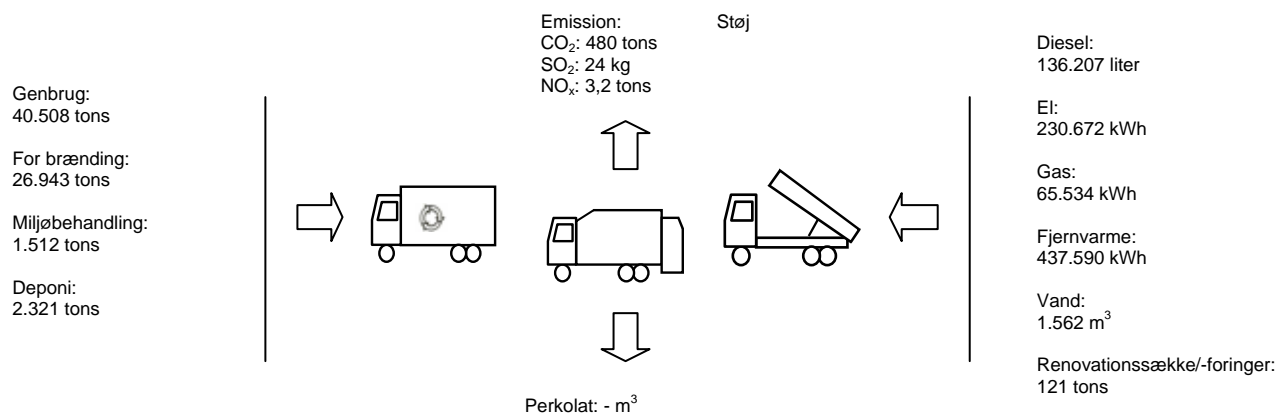 Genbrug:
40.508 tons
For brænding:
26.943 tons
Miljøbehandling:
1.512 tons
Deponi:
2.321 tons
Emission:
CO₂: 480 tons
SO₂: 24 kg
NOₓ: 3,2 tons
Støj
Perkolat: - m³
Diesel:
136.207 liter
El:
230.672 kWh
Gas:
65.534 kWh
Fjernvarme:
437.590 kWh
Vand:
1.562 m³
Renovationssække/-foringer:
121 tons